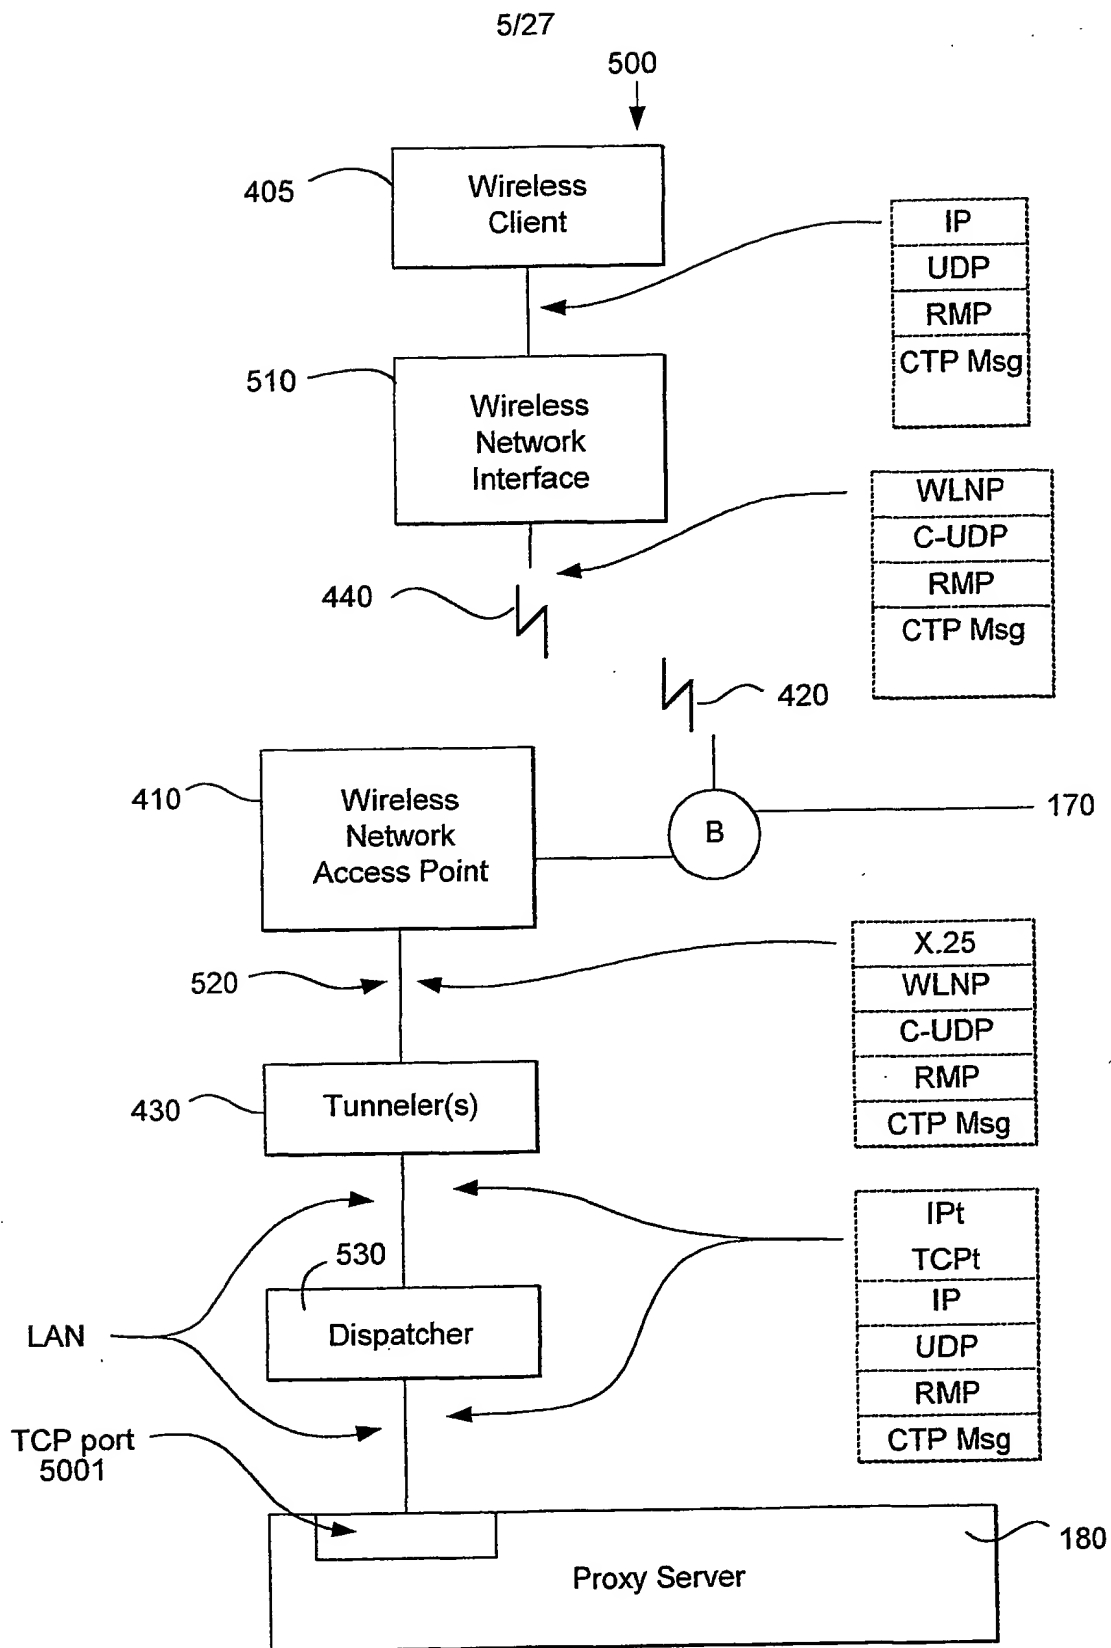 5/27
500
405
Wireless
Client
IP
UDP
RMP
CTP Msg
510
Wireless
Network
Interface
WLNP
C-UDP
RMP
CTP Msg
440
420
410
Wireless
Network
Access Point
B
170
X.25
WLNP
C-UDP
RMP
CTP Msg
520
430
Tunneler(s)
IPt
TCPt
IP
UDP
RMP
CTP Msg
530
Dispatcher
LAN
TCP port
5001
180
Proxy Server